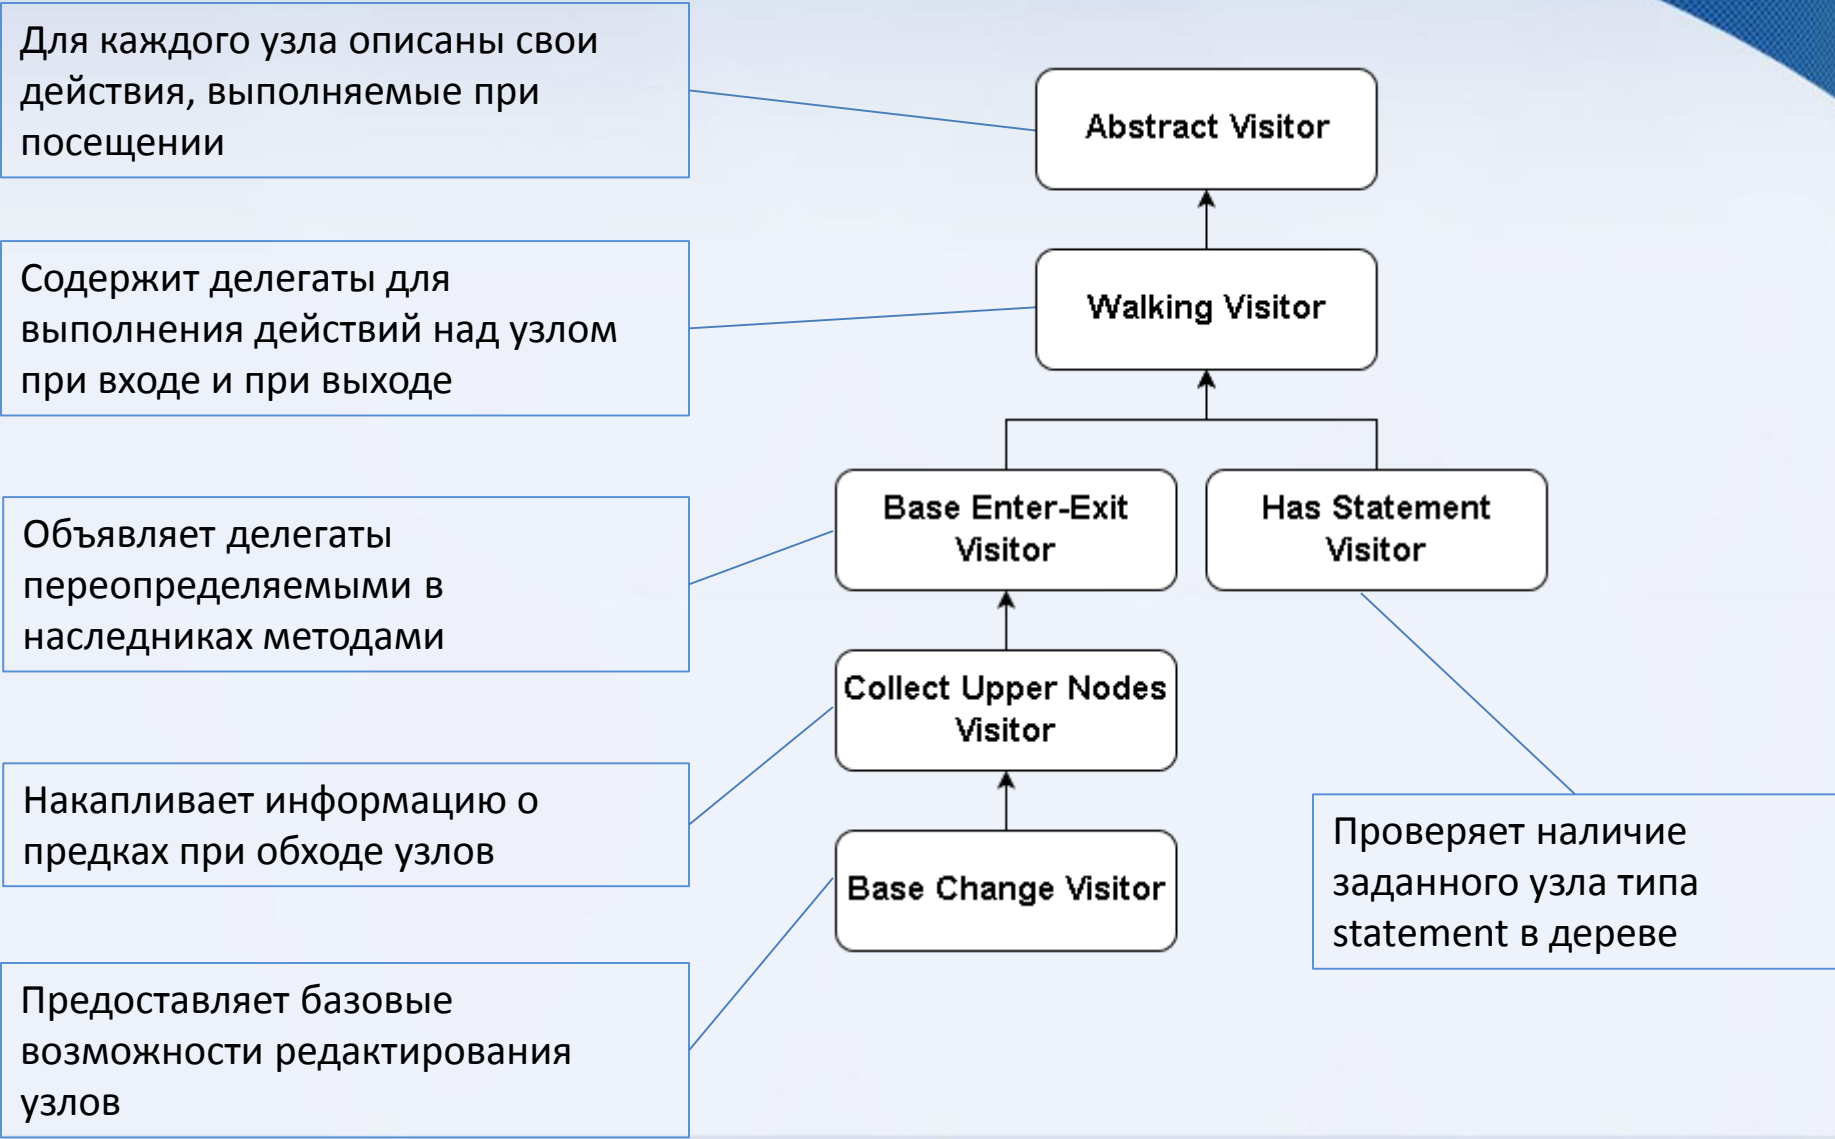 Для каждого узла описаны свои
действия, выполняемые при
посещении
Abstract Visitor
Содержит делегаты для
выполнения действий над узлом
при входе и при выходе
Walking Visitor
Объявляет делегаты
переопределяемыми в
наследниках методами
Base Enter-Exit
Visitor
Has Statement
Visitor
Collect Upper Nodes
Visitor
Накапливает информацию о
предках при обходе узлов
Base Change Visitor
Проверяет наличие
заданного узла типа
statement в дереве
Предоставляет базовые
возможности редактирования
узлов